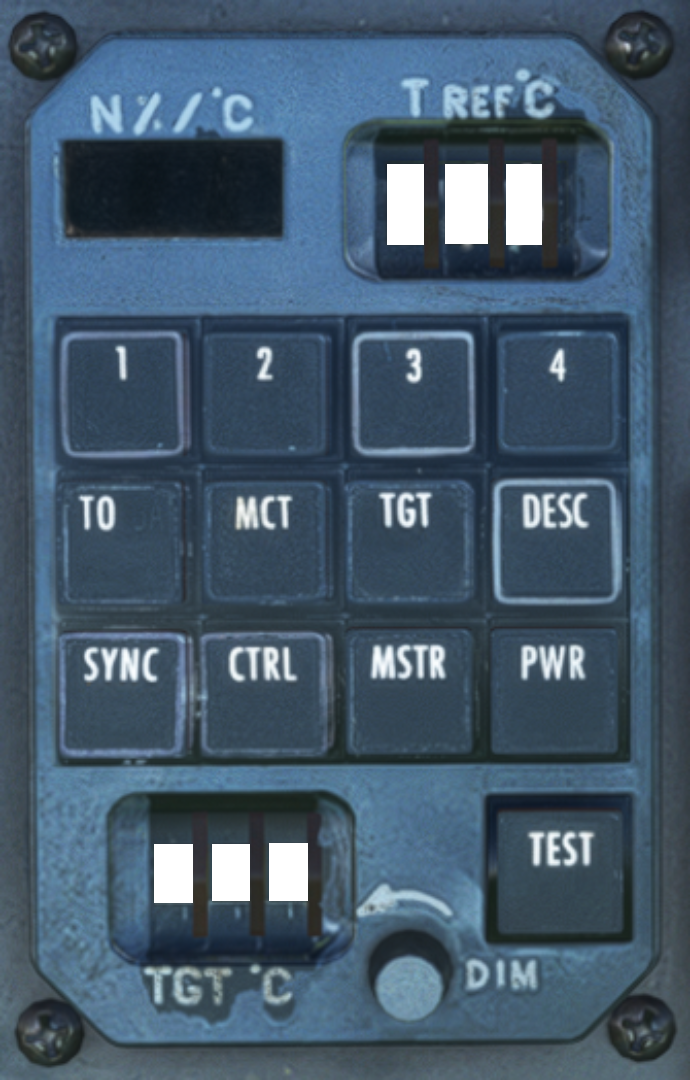 N%/°C
T REF°C
1 2 3 4
TO MCT TGT DESC
SYNC CTRL MSTR PWR
TEST
DIM
TGT °C